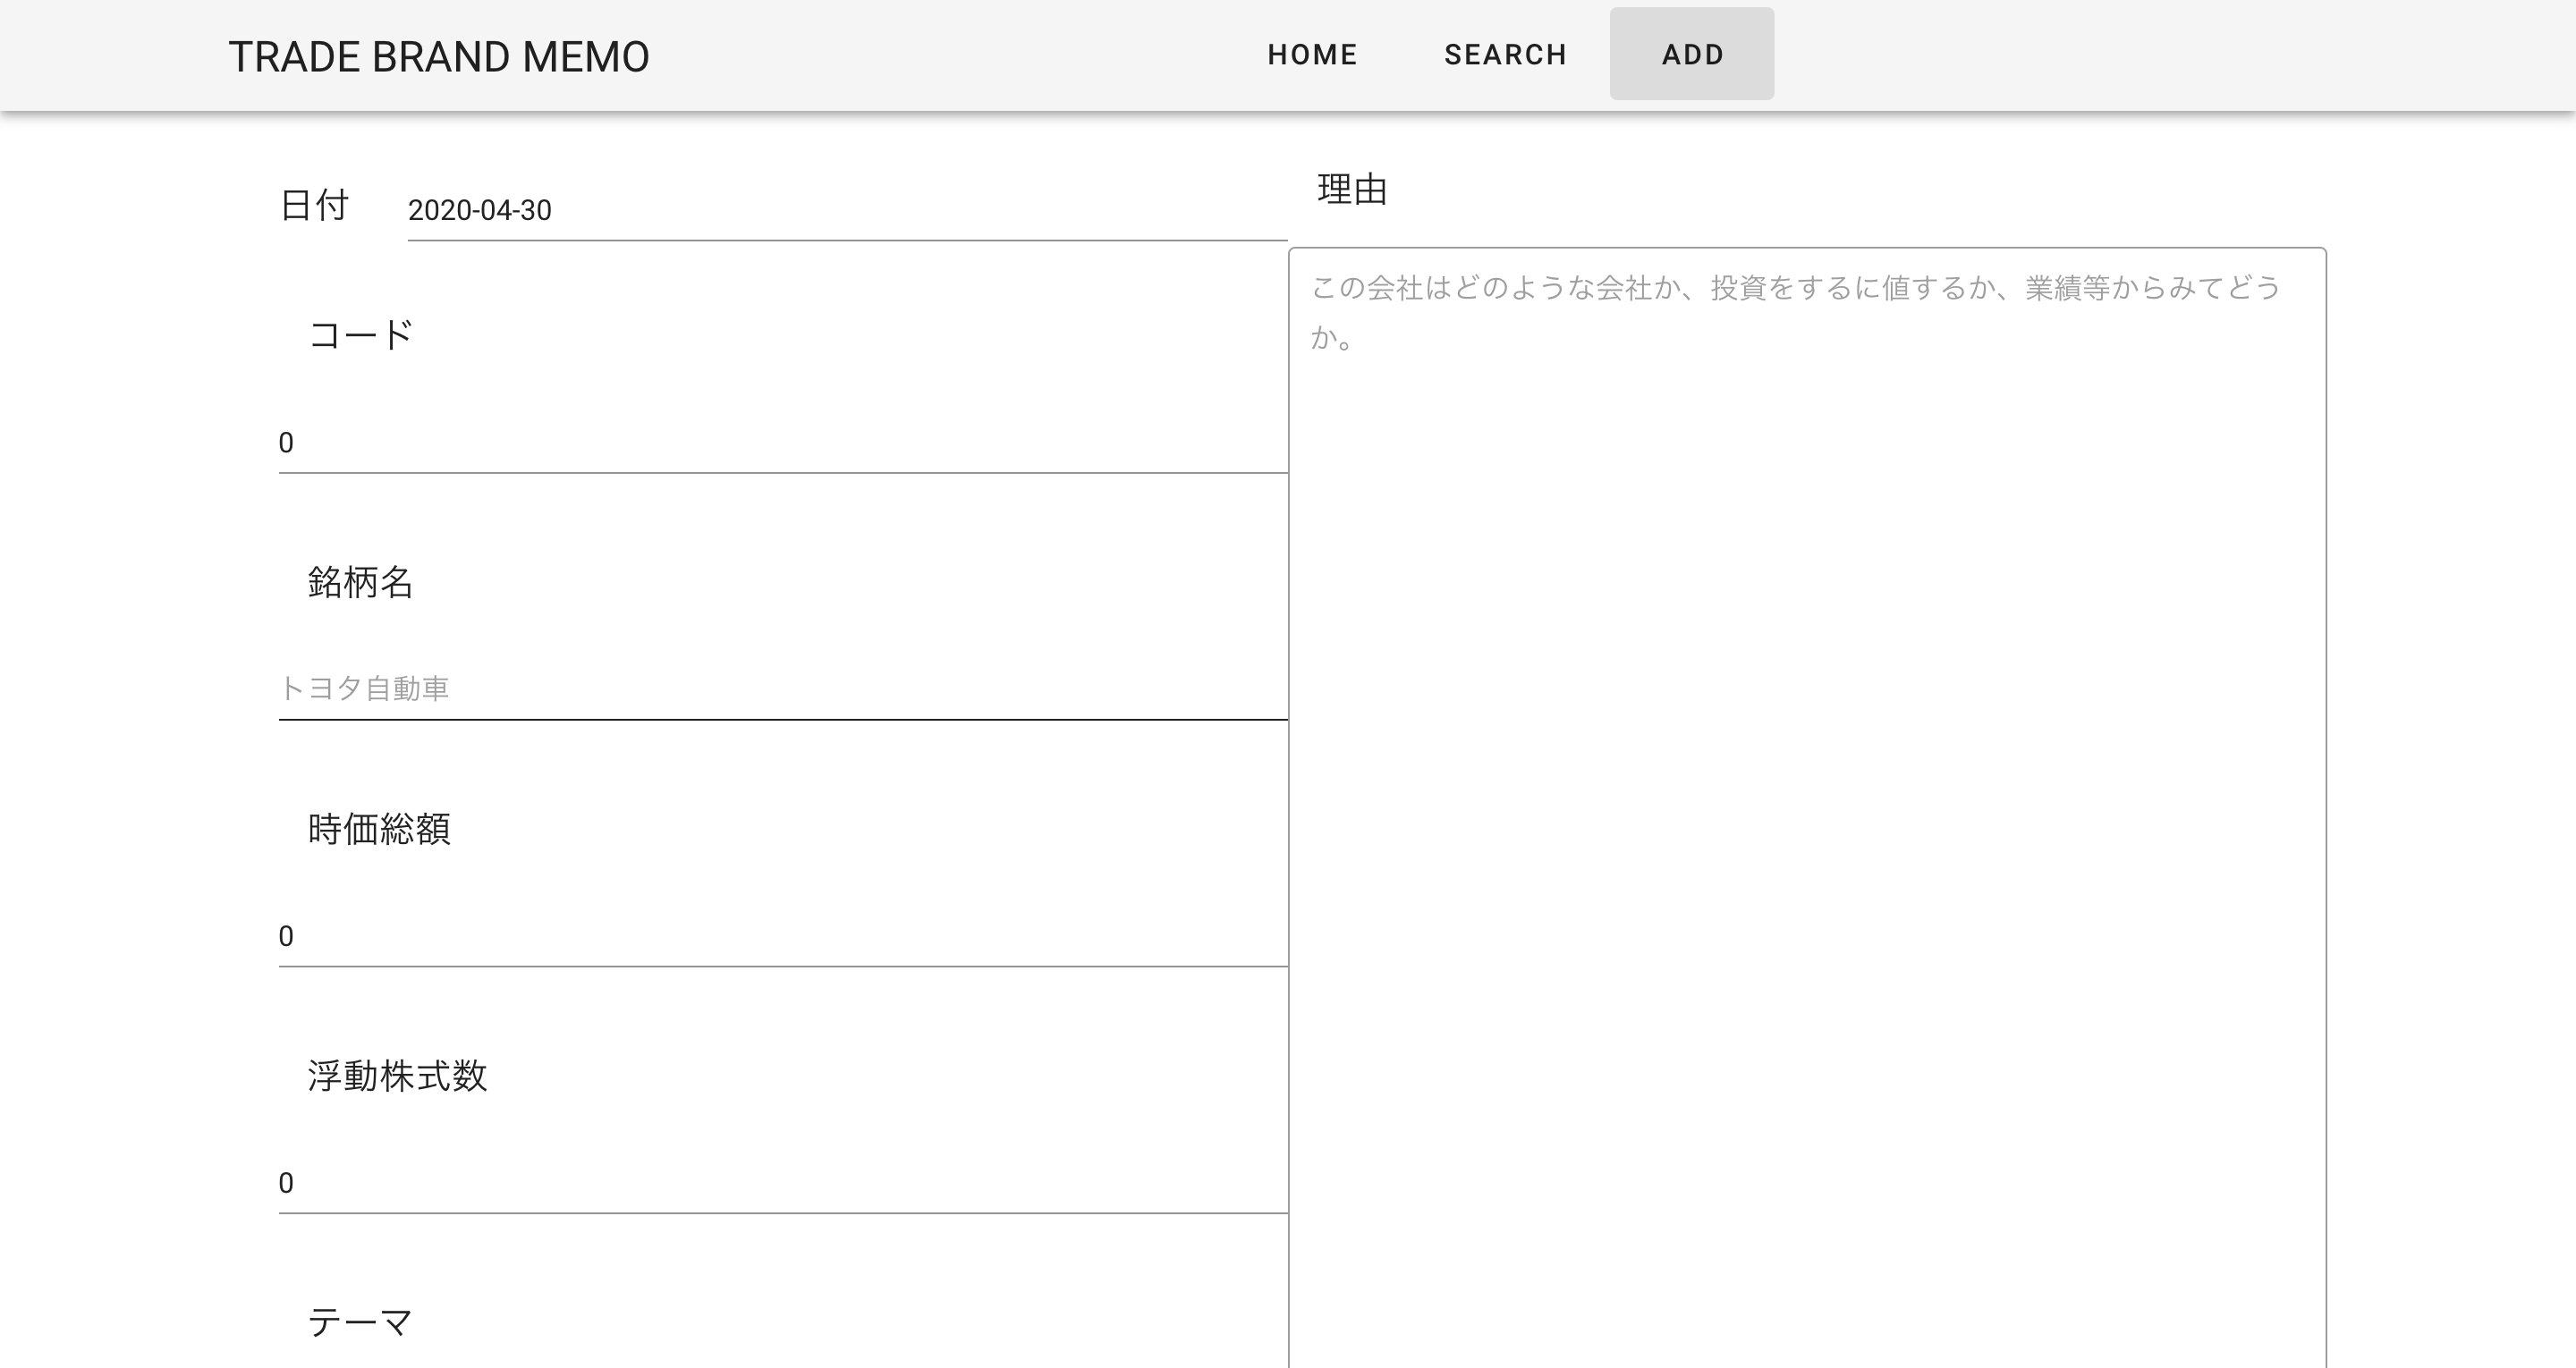 TRADE BRAND MEMO
HOME
SEARCH
ADD
日付
2020-04-30
コード
0
銘柄名
トヨタ自動車
時価総額
0
浮動株式数
0
テーマ
理由
この会社はどのような会社か、投資をするに値するか、業績等からみてどう
か。